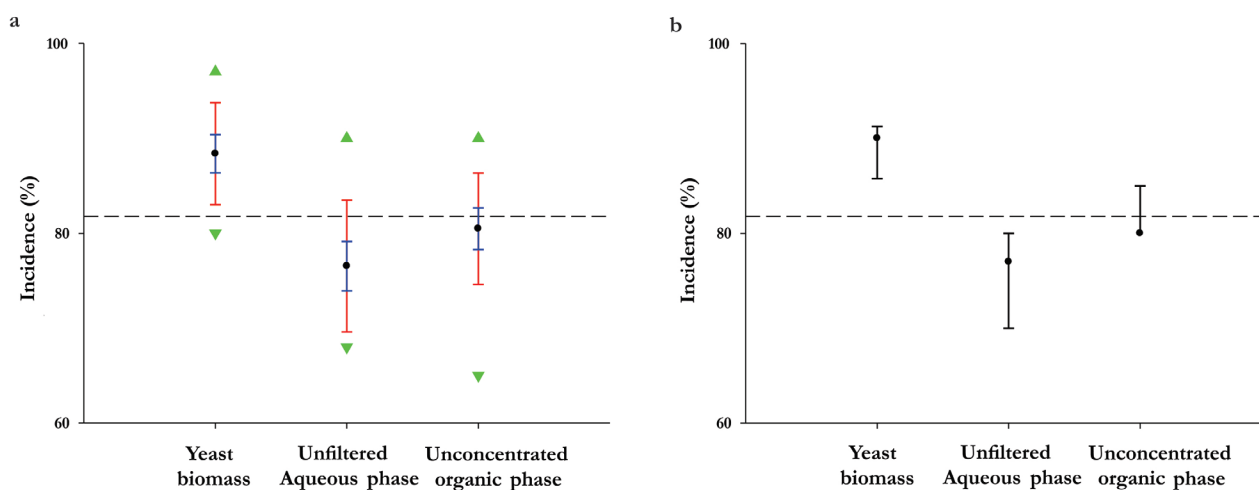 a
100
80
60
Incidence (%)
Yeast
biomass
Unfiltered
Aqueous phase
Unconcentrated
organic phase
b
100
80
60
Incidence (%)
Yeast
biomass
Unfiltered
Aqueous phase
Unconcentrated
organic phase